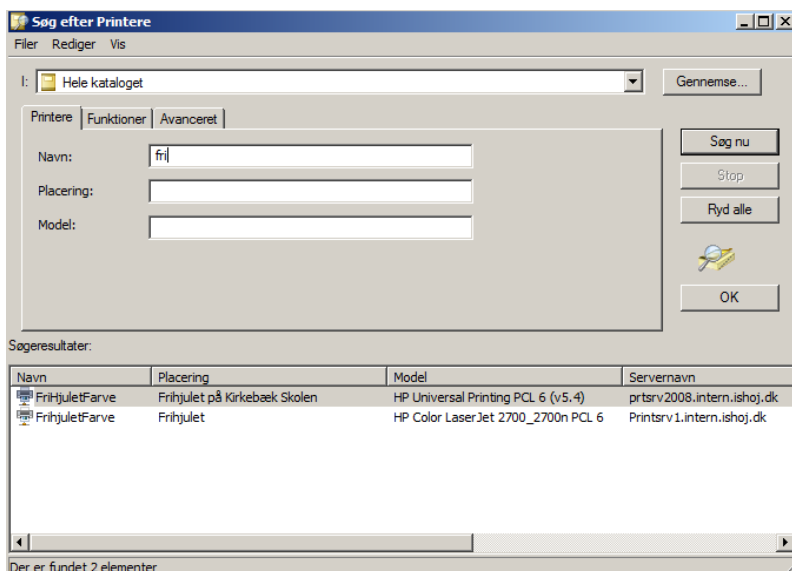 Søg efter Printere
Filer Rediger Vis
I: Hele kataloget Gennemse...
Printere Funktioner Avanceret
Navn: fri Søg nu
Placering: Stop
Model: Ryd alle
OK
Søgeresultater:
Navn Placering Model Servernavn
FriHjuletFarve Frihjulet på Kirkebæk Skolen HP Universal Printing PCL 6 (v5.4) prtsrv2008.intern.ishoj.dk
FrihjuletFarve Frihjulet HP Color LaserJet 2700_2700n PCL 6 Printsrv1.intern.ishoj.dk
Der er fundet 2 elementer